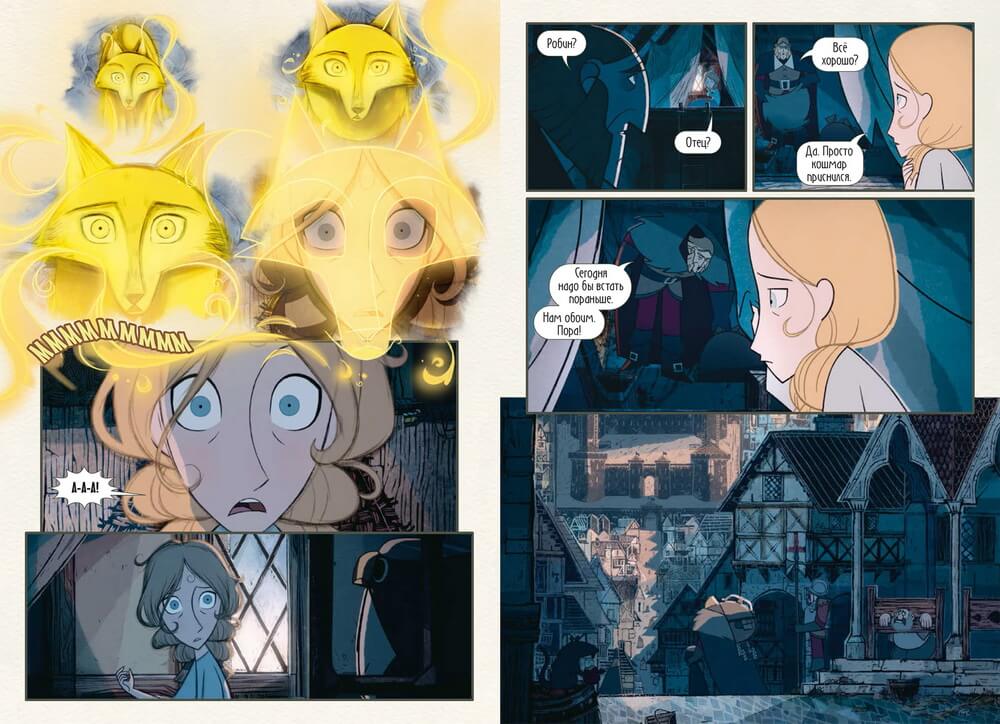 МММММММММ
А-А-А!
Робин?
Отец?
Всё
хорошо?
Да. Просто
кошмар
приснился.
Сегодня
надо бы встать
пораньше.
Нам обоим.
Пора!